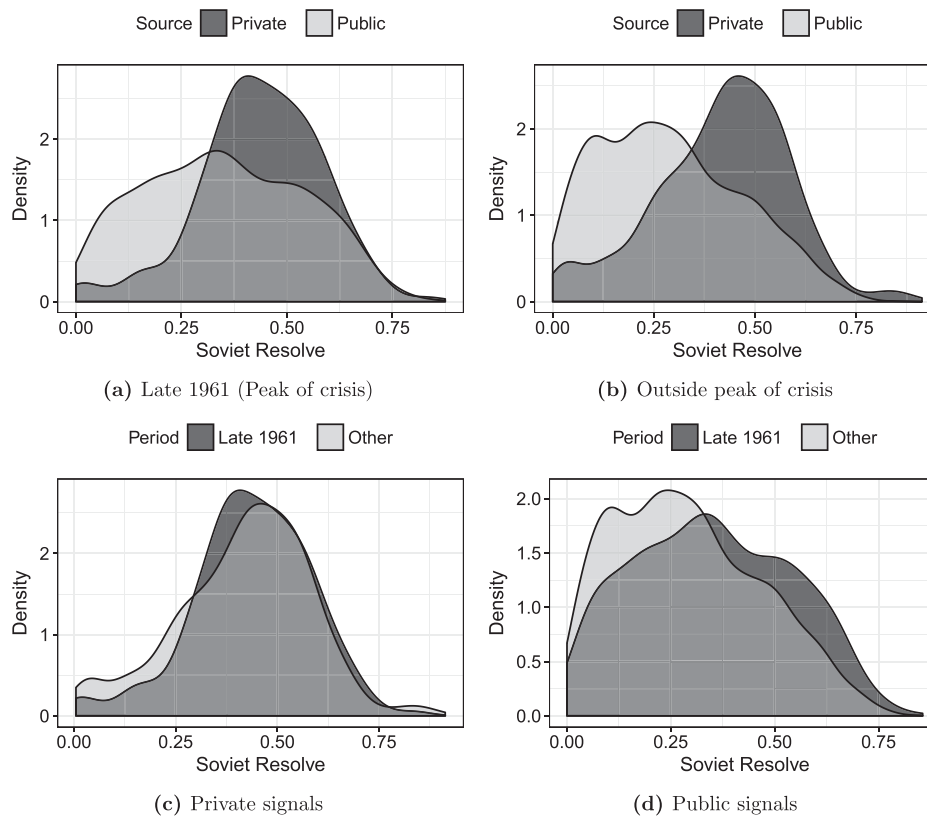 Source Private Public
Source Private Public
Density
2
1
0
0.00 0.25 0.50 0.75
Soviet Resolve
(a) Late 1961 (Peak of crisis)
Density
2
1
0
0.00 0.25 0.50 0.75
Soviet Resolve
(b) Outside peak of crisis
Period Late 1961 Other
Period Late 1961 Other
Density
2
1
0
0.00 0.25 0.50 0.75
Soviet Resolve
(c) Private signals
Density
2.0
1.5
1.0
0.5
0.0
0.00 0.25 0.50 0.75
Soviet Resolve
(d) Public signals